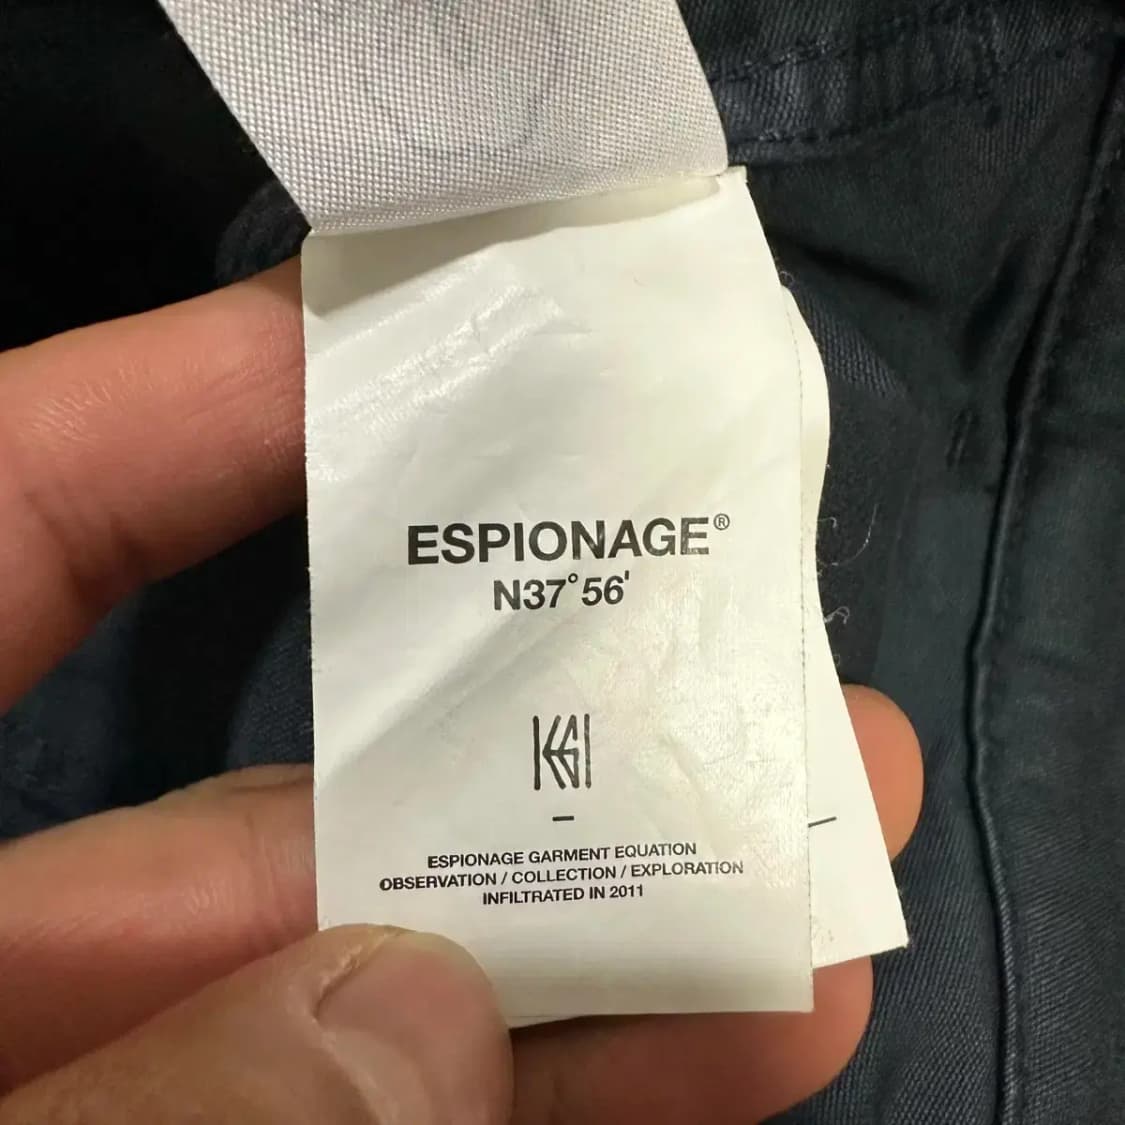 ESPIONAGE®
N37°56'
ESPIONAGE GARMENT EQUATION
OBSERVATION / COLLECTION / EXPLORATION
INFILTRATED IN 2011